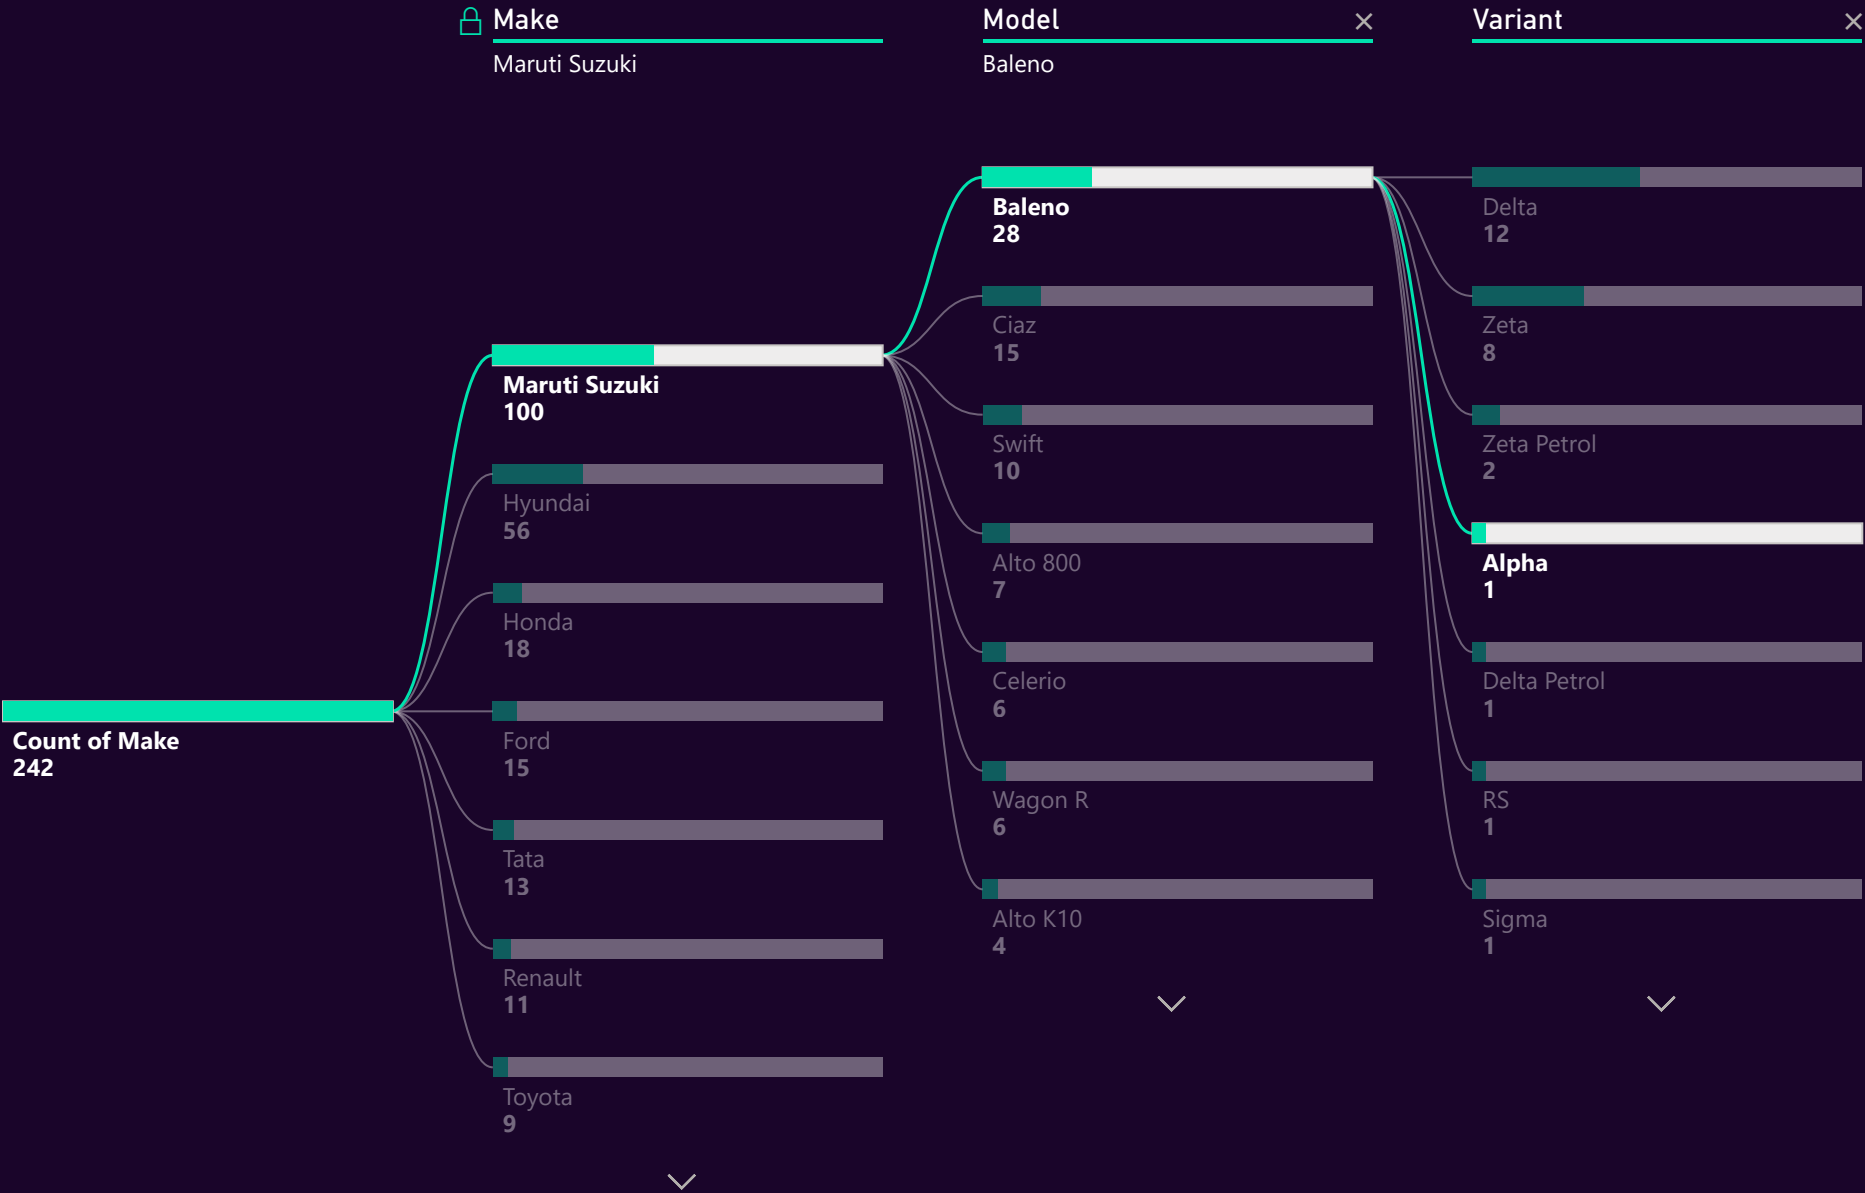 Make
Maruti Suzuki
Model
Baleno
Variant
Count of Make
242
Maruti Suzuki
100
Hyundai
56
Honda
18
Ford
15
Tata
13
Renault
11
Toyota
9
Baleno
28
Ciaz
15
Swift
10
Alto 800
7
Celerio
6
Wagon R
6
Alto K10
4
Delta
12
Zeta
8
Zeta Petrol
2
Alpha
1
Delta Petrol
1
RS
1
Sigma
1